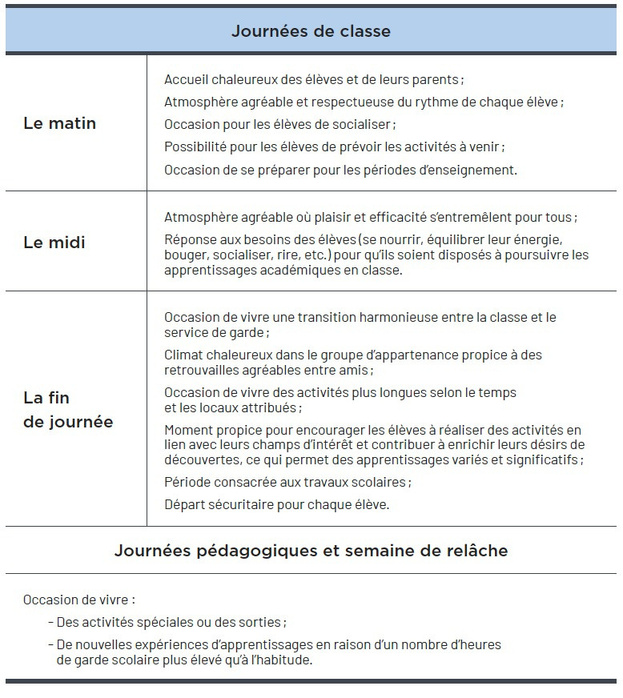 Journées de classe
Le matin
Accueil chaleureux des élèves et de leurs parents ;
Atmosphère agréable et respectueuse du rythme de chaque élève ;
Occasion pour les élèves de socialiser ;
Possibilité pour les élèves de prévoir les activités à venir ;
Occasion de se préparer pour les périodes d'enseignement.
Le midi
Atmosphère agréable où plaisir et efficacité s'entremêlent pour tous ;
Réponse aux besoins des élèves (se nourrir, équilibrer leur énergie,
bouger, socialiser, rire, etc.) pour qu'ils soient disposés à poursuivre les
apprentissages académiques en classe.
La fin
de journée
Occasion de vivre une transition harmonieuse entre la classe et le
service de garde ;
Climat chaleureux dans le groupe d'appartenance propice à des
retrouvailles agréables entre amis ;
Occasion de vivre des activités plus longues selon le temps
et les locaux attribués ;
Moment propice pour encourager les élèves à réaliser des activités en
lien avec leurs champs d'intérêt et contribuer à enrichir leurs désirs de
découvertes, ce qui permet des apprentissages variés et significatifs ;
Période consacrée aux travaux scolaires ;
Départ sécuritaire pour chaque élève.
Journées pédagogiques et semaine de relâche
Occasion de vivre :
- Des activités spéciales ou des sorties ;
- De nouvelles expériences d'apprentissages en raison d'un nombre d'heures
de garde scolaire plus élevé qu'à l'habitude.